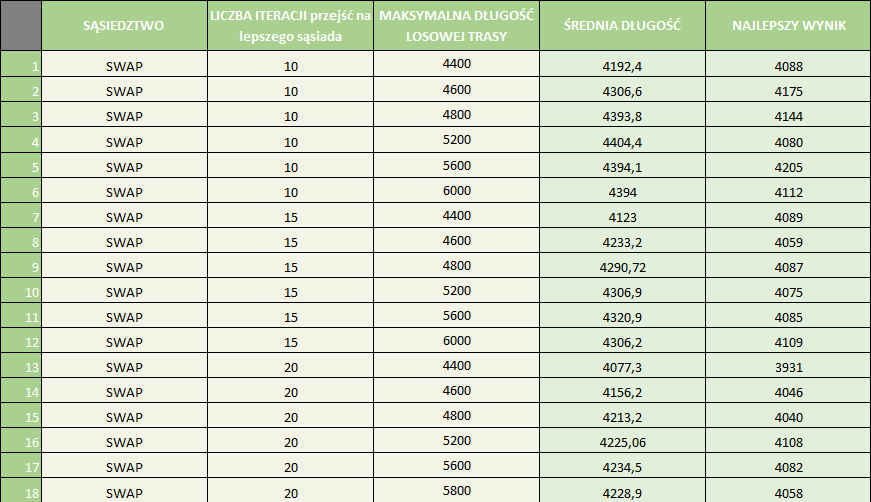 SĄSIEDZTWO LICZBA ITERACJI przejść na lepszego sąsiada MAKSYMALNA DŁUGOŚĆ LOSOWEJ TRASY ŚREDNIA DŁUGOŚĆ NAJLEPSZY WYNIK
1 SWAP 10 4400 4192,4 4088
2 SWAP 10 4600 4306,6 4175
3 SWAP 10 4800 4393,8 4144
4 SWAP 10 5200 4404,4 4080
5 SWAP 10 5600 4394,1 4205
6 SWAP 10 6000 4394 4112
7 SWAP 15 4400 4123 4089
8 SWAP 15 4600 4233,2 4059
9 SWAP 15 4800 4290,72 4087
10 SWAP 15 5200 4306,9 4075
11 SWAP 15 5600 4320,9 4085
12 SWAP 15 6000 4306,2 4109
13 SWAP 20 4400 4077,3 3931
14 SWAP 20 4600 4156,2 4046
15 SWAP 20 4800 4213,2 4040
16 SWAP 20 5200 4225,06 4108
17 SWAP 20 5600 4234,5 4082
18 SWAP 20 5800 4228,9 4058